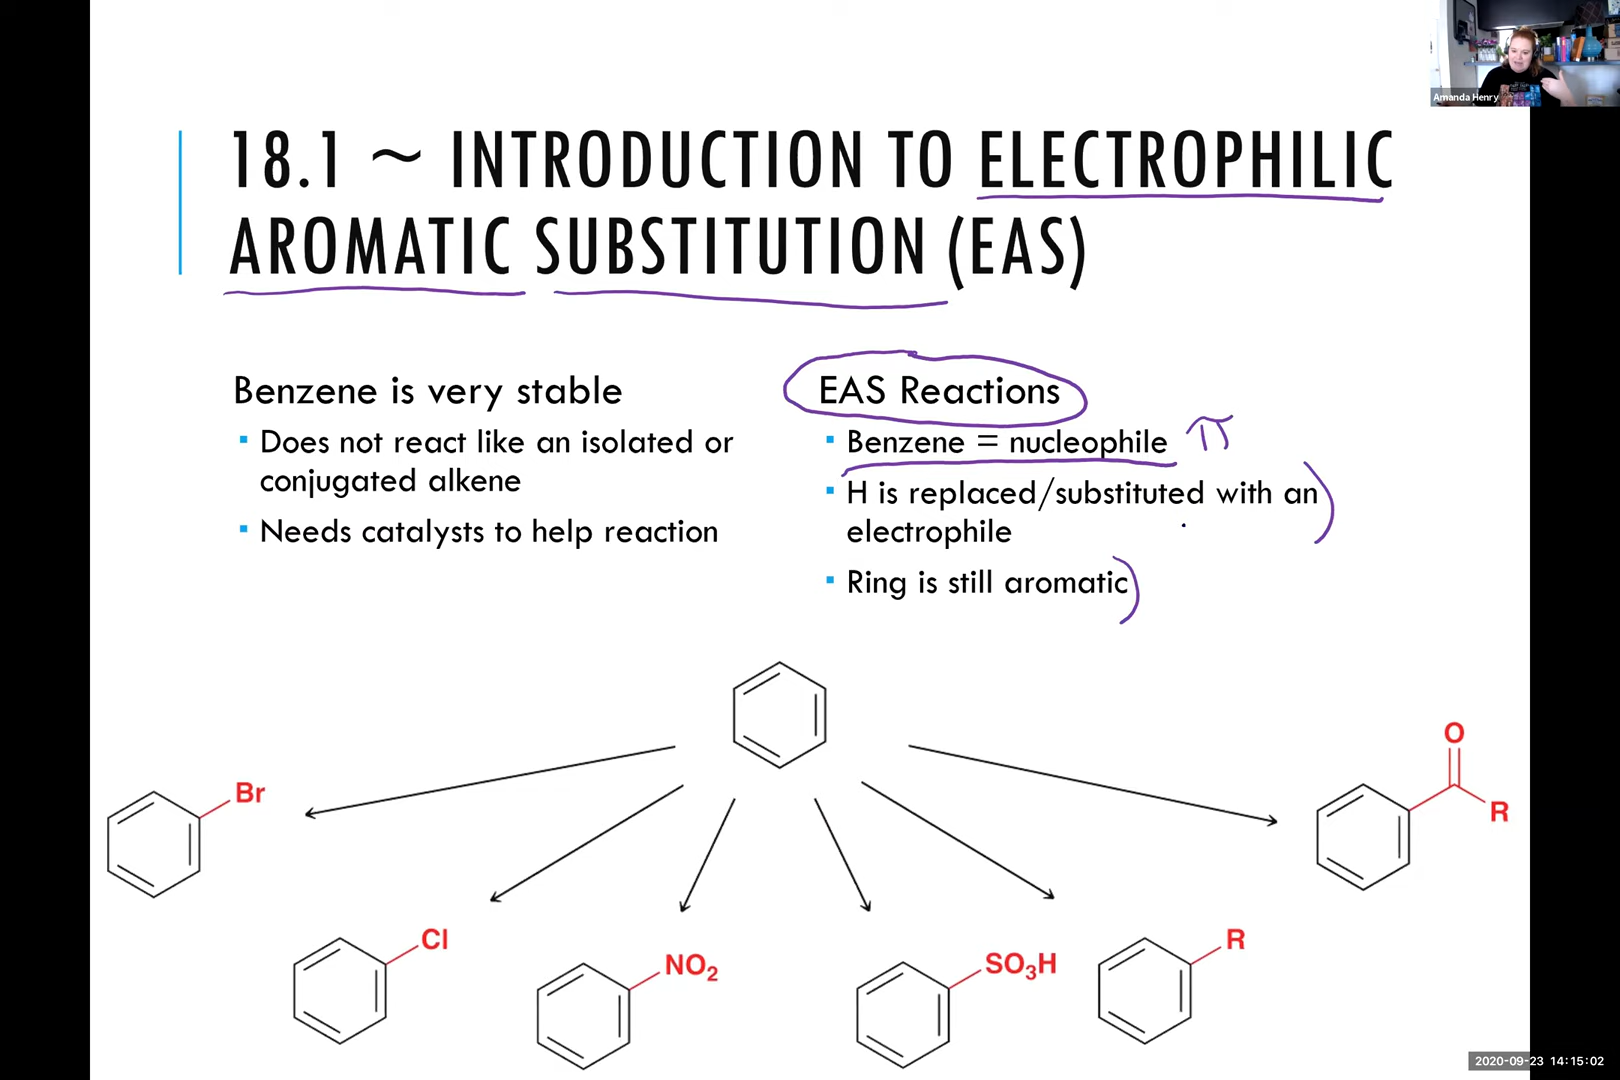 Amanda Henry
18.1 ~ INTRODUCTION TO ELECTROPHILIC
AROMATIC SUBSTITUTION (EAS)
Benzene is very stable
▪ Does not react like an isolated or
conjugated alkene
▪ Needs catalysts to help reaction
EAS Reactions
▪ Benzene = nucleophile π
▪ H is replaced/substituted with an
electrophile
▪ Ring is still aromatic
O
R
Br
Cl
NO₂
SO₃H
R
2020-09-23 14:15:02